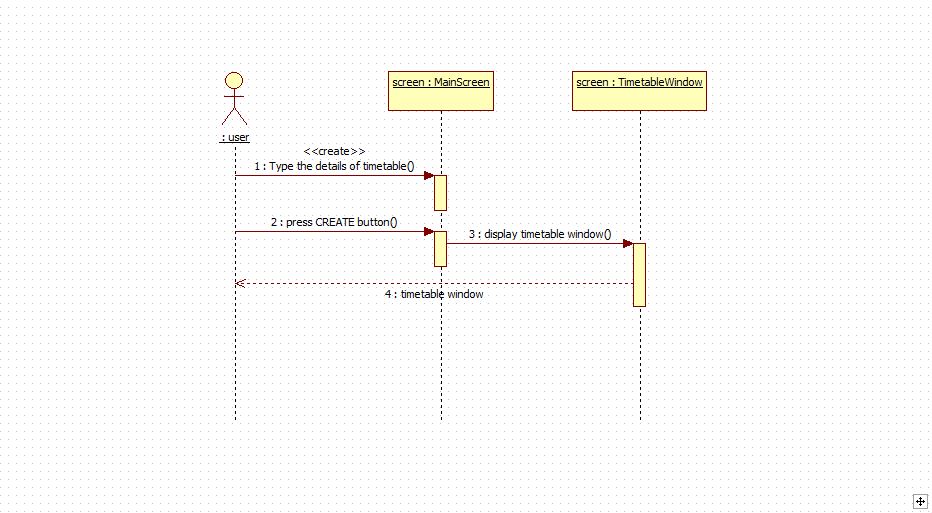 screen : MainScreen
screen : TimetableWindow
: user
<<create>>
1 : Type the details of timetable()
2 : press CREATE button()
3 : display timetable window()
4 : timetable window